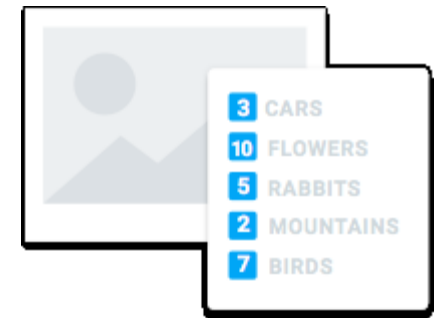 3 CARS
10 FLOWERS
5 RABBITS
2 MOUNTAINS
7 BIRDS